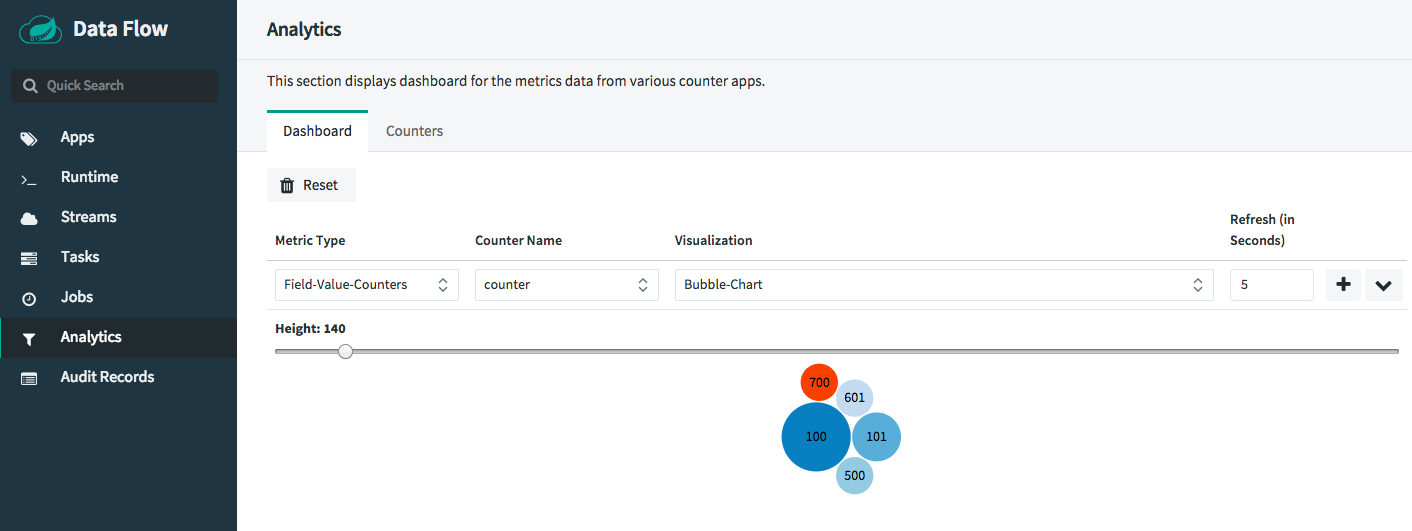 Data Flow
Quick Search
Apps
Runtime
Streams
Tasks
Jobs
Analytics
Audit Records
Analytics
This section displays dashboard for the metrics data from various counter apps.
Dashboard Counters
Reset
Metric Type Counter Name Visualization Refresh (in
Seconds)
Field-Value-Counters counter Bubble-Chart 5
Height: 140
700
601
100 101
500